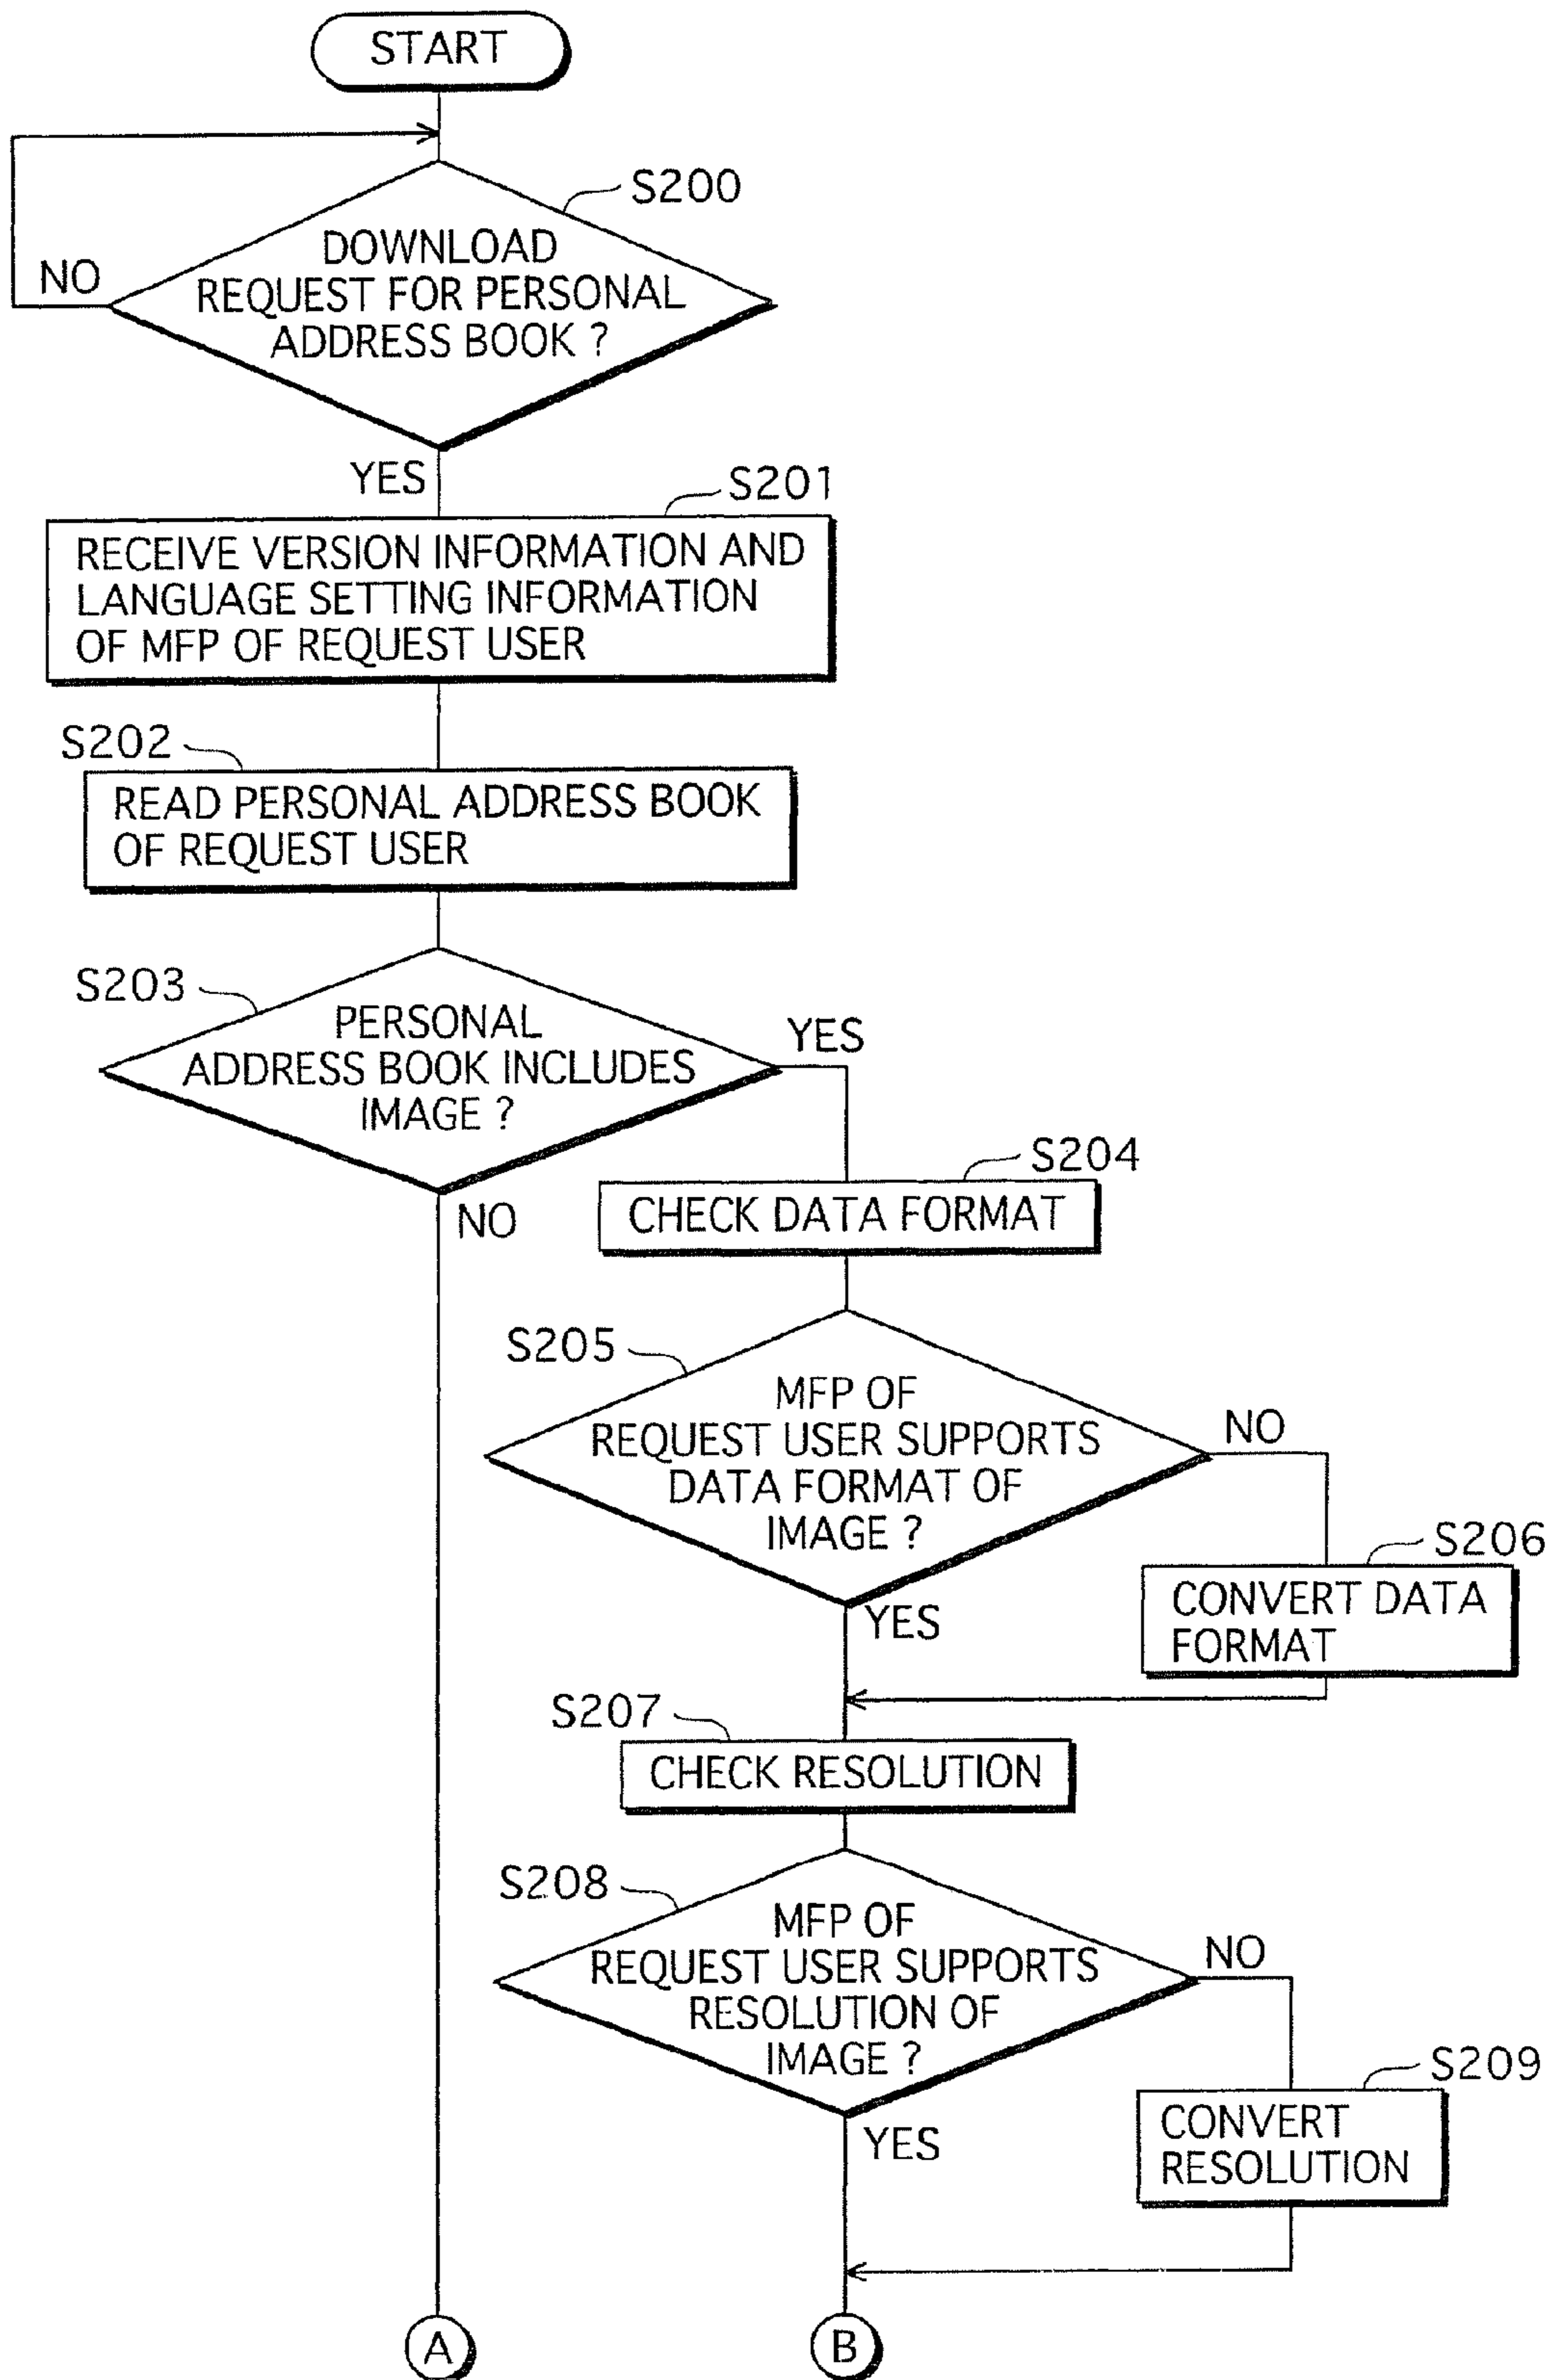 START
S200
DOWNLOAD
REQUEST FOR PERSONAL
ADDRESS BOOK ?
NO
YES
S201
RECEIVE VERSION INFORMATION AND
LANGUAGE SETTING INFORMATION
OF MFP OF REQUEST USER
S202
READ PERSONAL ADDRESS BOOK
OF REQUEST USER
S203
PERSONAL
ADDRESS BOOK INCLUDES
IMAGE ?
YES
NO
S204
CHECK DATA FORMAT
S205
MFP OF
REQUEST USER SUPPORTS
DATA FORMAT OF
IMAGE ?
NO
YES
S206
CONVERT DATA
FORMAT
S207
CHECK RESOLUTION
S208
MFP OF
REQUEST USER SUPPORTS
RESOLUTION OF
IMAGE ?
NO
YES
S209
CONVERT
RESOLUTION
A
B